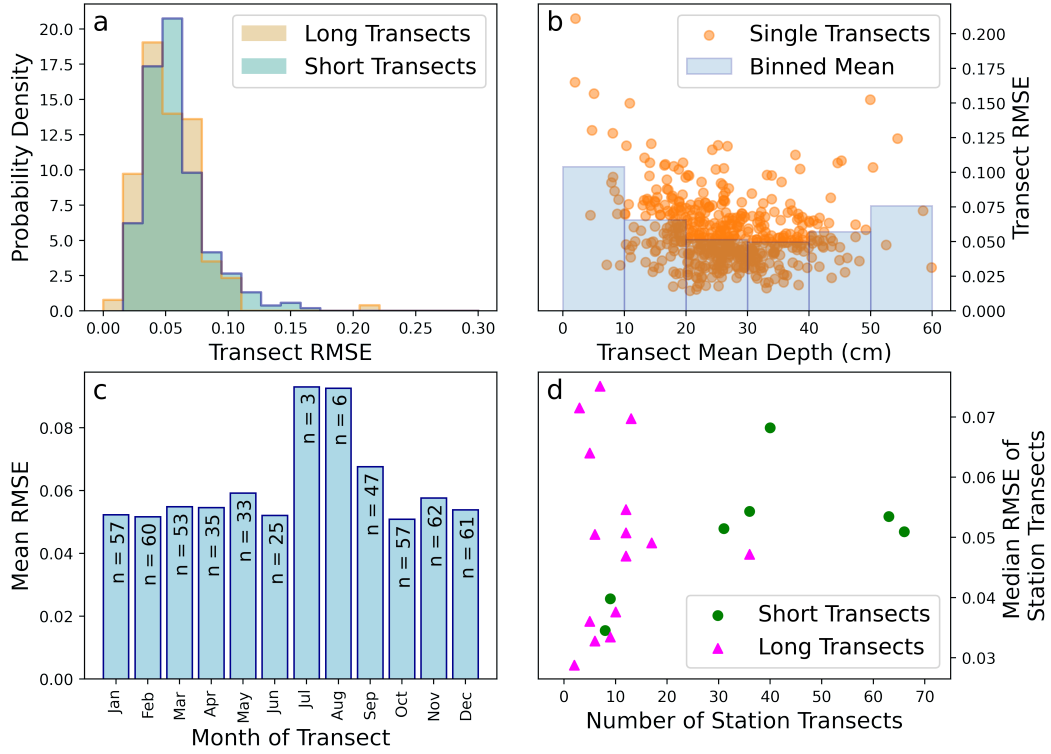 a
20.0
17.5
15.0
12.5
10.0
7.5
5.0
2.5
0.0
Probability Density
Long Transects
Short Transects
0.00 0.05 0.10 0.15 0.20 0.25 0.30
Transect RMSE
b
Single Transects
Binned Mean
0.200
0.175
0.150
0.125
0.100
0.075
0.050
0.025
0.000
Transect RMSE
0 10 20 30 40 50 60
Transect Mean Depth (cm)
c
0.08
0.06
0.04
0.02
0.00
Mean RMSE
n = 57
n = 60
n = 53
n = 35
n = 33
n = 25
n = 3
n = 6
n = 47
n = 57
n = 62
n = 61
Jan
Feb
Mar
Apr
May
Jun
Jul
Aug
Sep
Oct
Nov
Dec
Month of Transect
d
0.07
0.06
0.05
0.04
0.03
Median RMSE of
Station Transects
Short Transects
Long Transects
0 10 20 30 40 50 60 70
Number of Station Transects